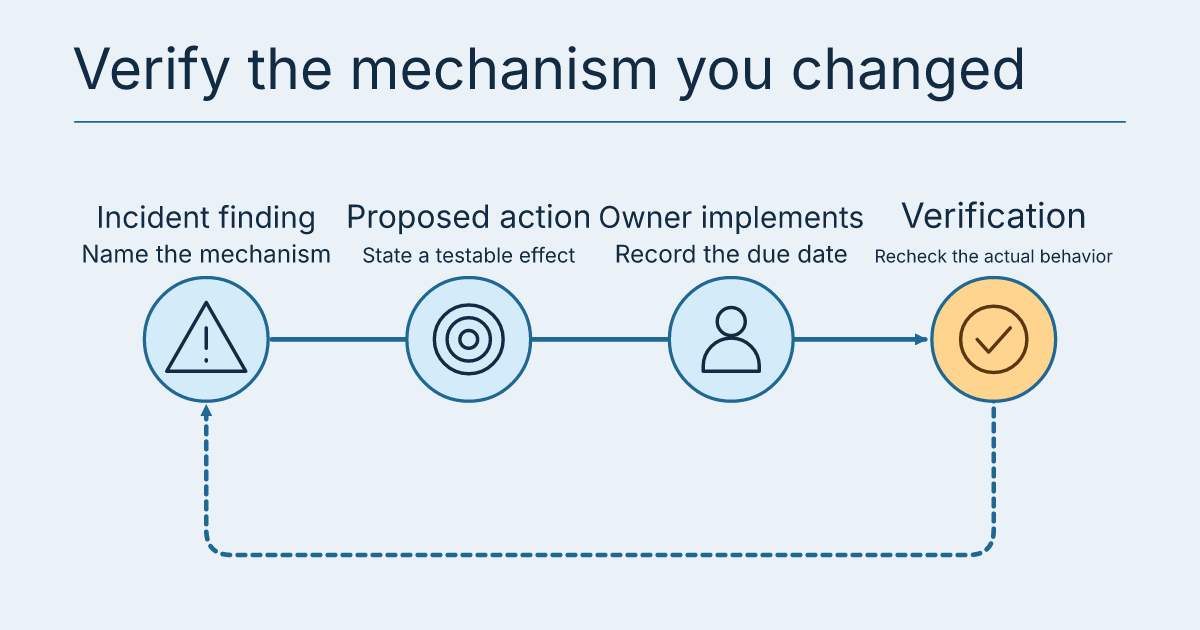 Verify the mechanism you changed
Incident finding
Name the mechanism
Proposed action
State a testable effect
Owner implements
Record the due date
Verification
Recheck the actual behavior